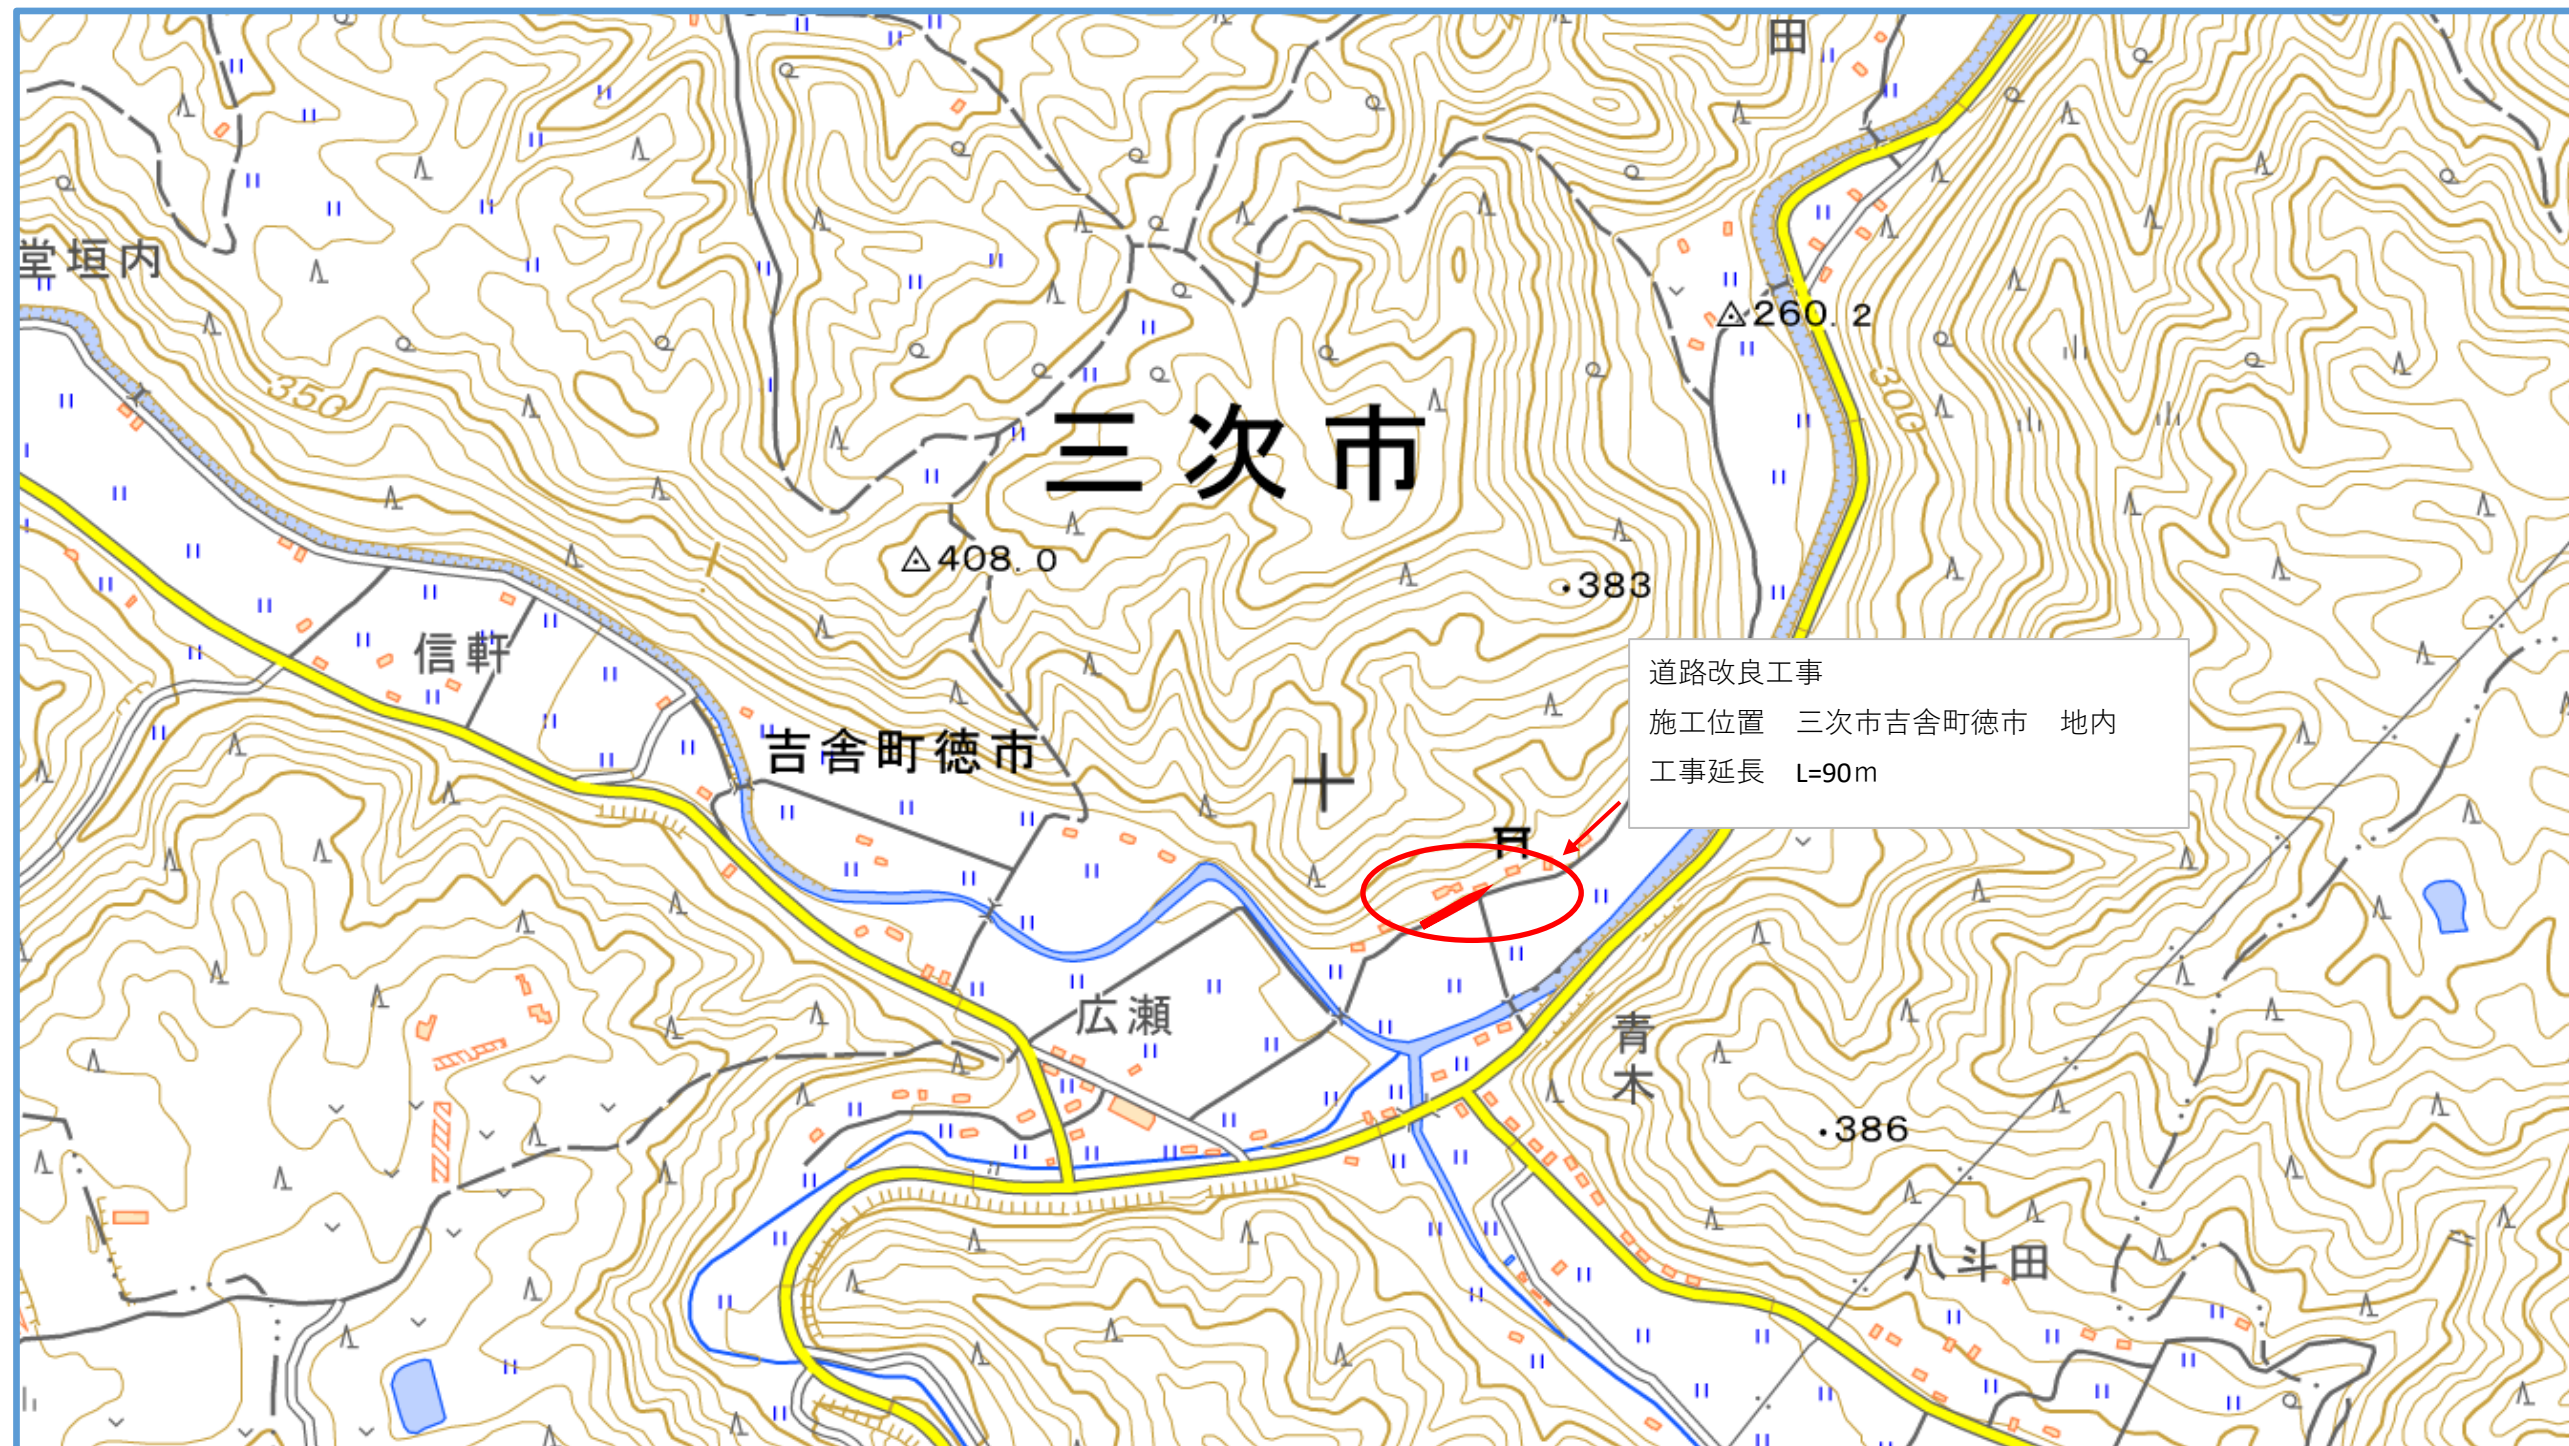 田
堂垣内
260.2
350
300
三次市
408.0
383
信軒
道路改良工事
施工位置　三次市吉舎町徳市　地内
工事延長　L=90ｍ
吉舎町徳市
広瀬
青木
386
八斗田